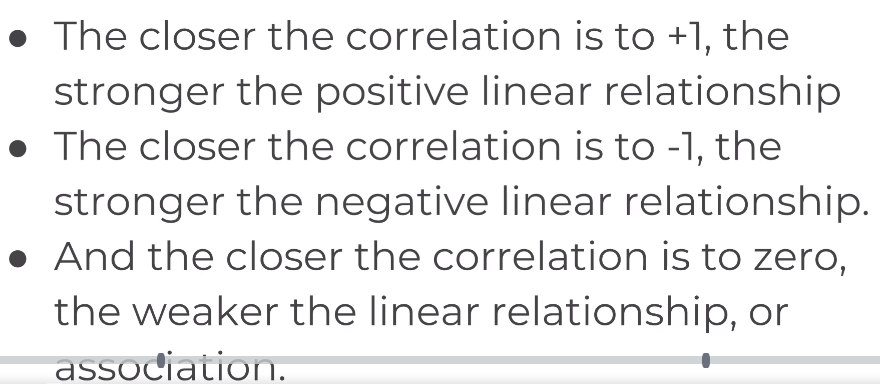 ● The closer the correlation is to +1, the
stronger the positive linear relationship
● The closer the correlation is to -1, the
stronger the negative linear relationship.
● And the closer the correlation is to zero,
the weaker the linear relationship, or
association.